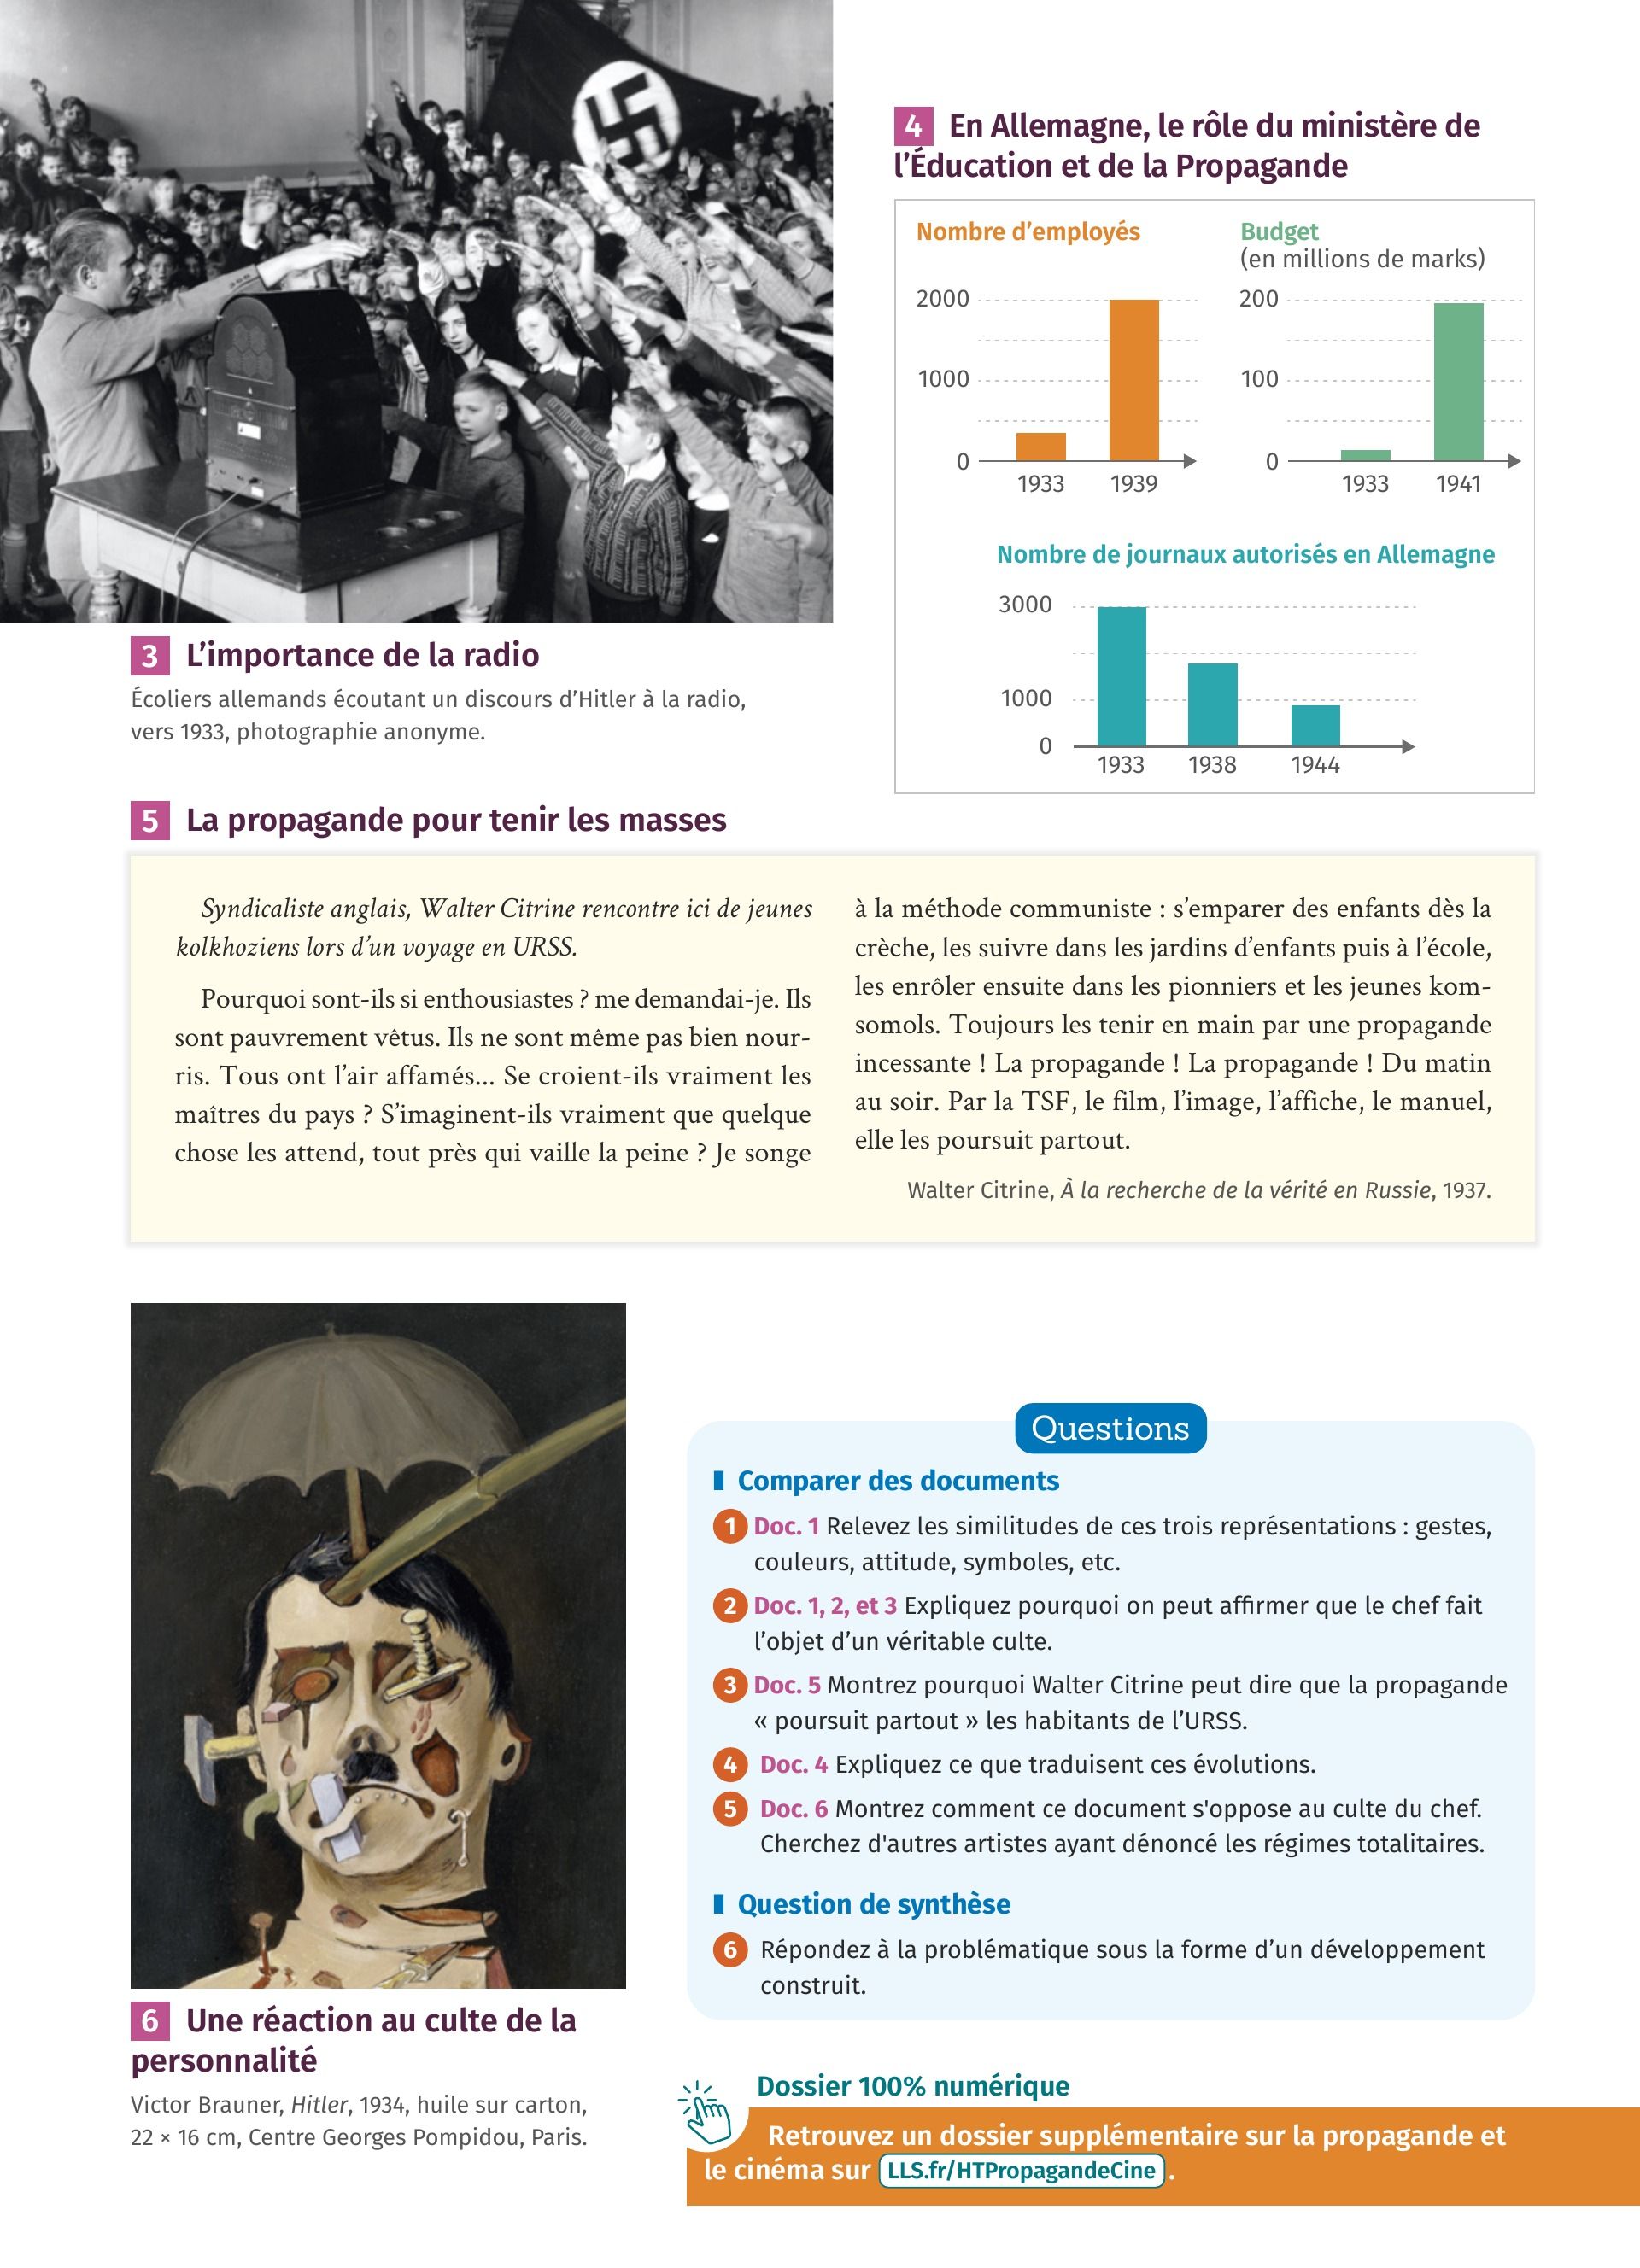 4 En Allemagne, le rôle du ministère de
l’Éducation et de la Propagande
Nombre d’employés
2000
1000
0
1933
1939
Budget
(en millions de marks)
200
100
0
1933
1941
Nombre de journaux autorisés en Allemagne
3000
1000
0
1933
1938
1944
3 L’importance de la radio
Écoliers allemands écoutant un discours d’Hitler à la radio,
vers 1933, photographie anonyme.
5 La propagande pour tenir les masses
Syndicaliste anglais, Walter Citrine rencontre ici de jeunes
kolkhoziens lors d’un voyage en URSS.
Pourquoi sont-ils si enthousiastes ? me demandai-je. Ils
sont pauvrement vêtus. Ils ne sont même pas bien nour-
ris. Tous ont l’air affamés... Se croient-ils vraiment les
maîtres du pays ? S’imaginent-ils vraiment que quelque
chose les attend, tout près qui vaille la peine ? Je songe
à la méthode communiste : s’emparer des enfants dès la
crèche, les suivre dans les jardins d’enfants puis à l’école,
les enrôler ensuite dans les pionniers et les jeunes kom-
somols. Toujours les tenir en main par une propagande
incessante ! La propagande ! La propagande ! Du matin
au soir. Par la TSF, le film, l’image, l’affiche, le manuel,
elle les poursuit partout.
Walter Citrine, À la recherche de la vérité en Russie, 1937.
6 Une réaction au culte de la
personnalité
Victor Brauner, Hitler, 1934, huile sur carton,
22 × 16 cm, Centre Georges Pompidou, Paris.
Questions
Comparer des documents
1 Doc. 1 Relevez les similitudes de ces trois représentations : gestes,
couleurs, attitude, symboles, etc.
2 Doc. 1, 2, et 3 Expliquez pourquoi on peut affirmer que le chef fait
l’objet d’un véritable culte.
3 Doc. 5 Montrez pourquoi Walter Citrine peut dire que la propagande
« poursuit partout » les habitants de l’URSS.
4 Doc. 4 Expliquez ce que traduisent ces évolutions.
5 Doc. 6 Montrez comment ce document s'oppose au culte du chef.
Cherchez d'autres artistes ayant dénoncé les régimes totalitaires.
Question de synthèse
6 Répondez à la problématique sous la forme d’un développement
construit.
Dossier 100% numérique
Retrouvez un dossier supplémentaire sur la propagande et
le cinéma sur LLS.fr/HTPropagandeCine .